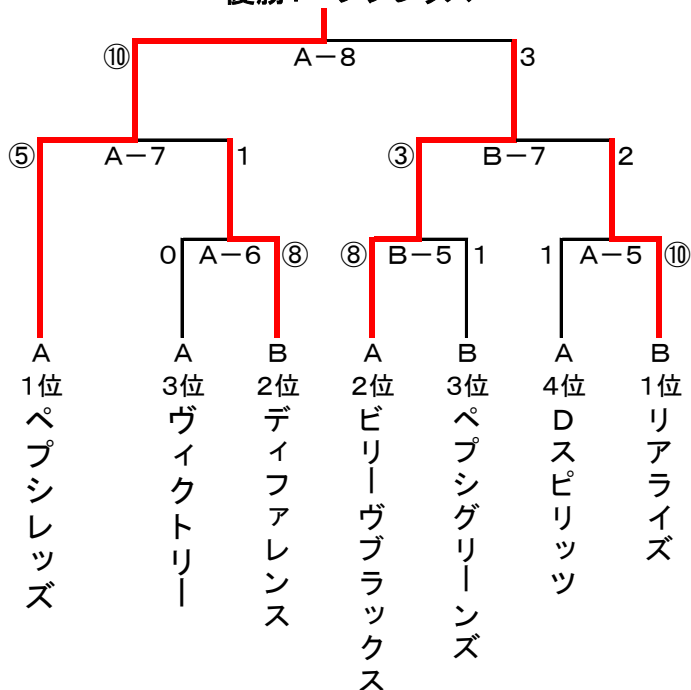 ⑩ A-8 3
⑤ A-7 1 ③ B-7 2
0 A-6 ⑧ ⑧ B-5 1 1 A-5 ⑩
A A B A B A B
1位 3位 2位 2位 3位 4位 1位
ペプシレッズ
ヴィクトリー
ディファレンス
ビリーヴブラックス
ペプシグリーンズ
Dスピリッツ
リアライズ